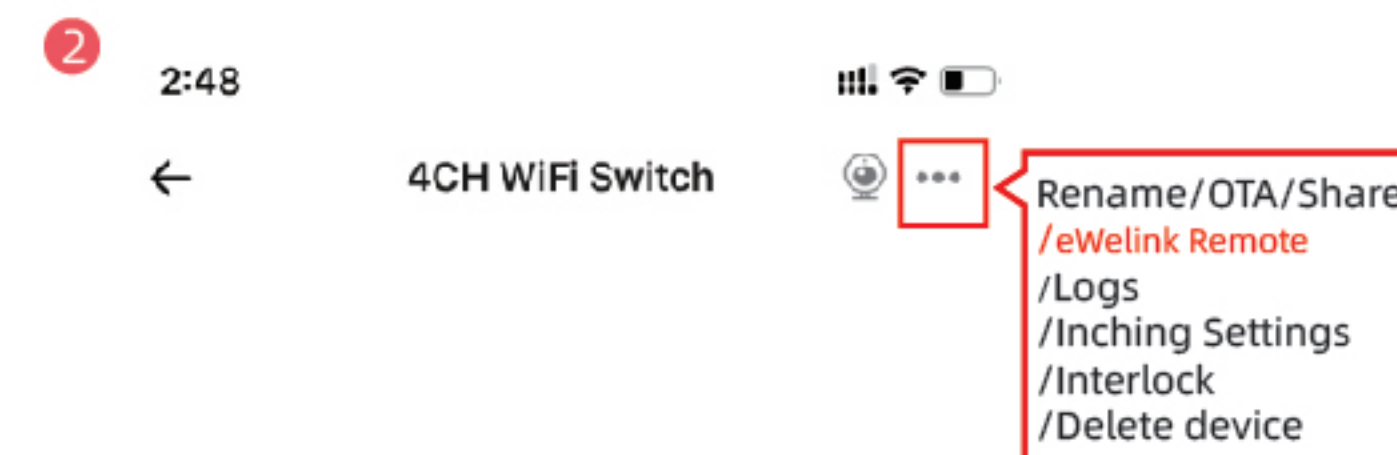 2
2:48
4CH WiFi Switch
Rename/OTA/Share
/eWelink Remote
/Logs
/Inching Settings
/Interlock
/Delete device